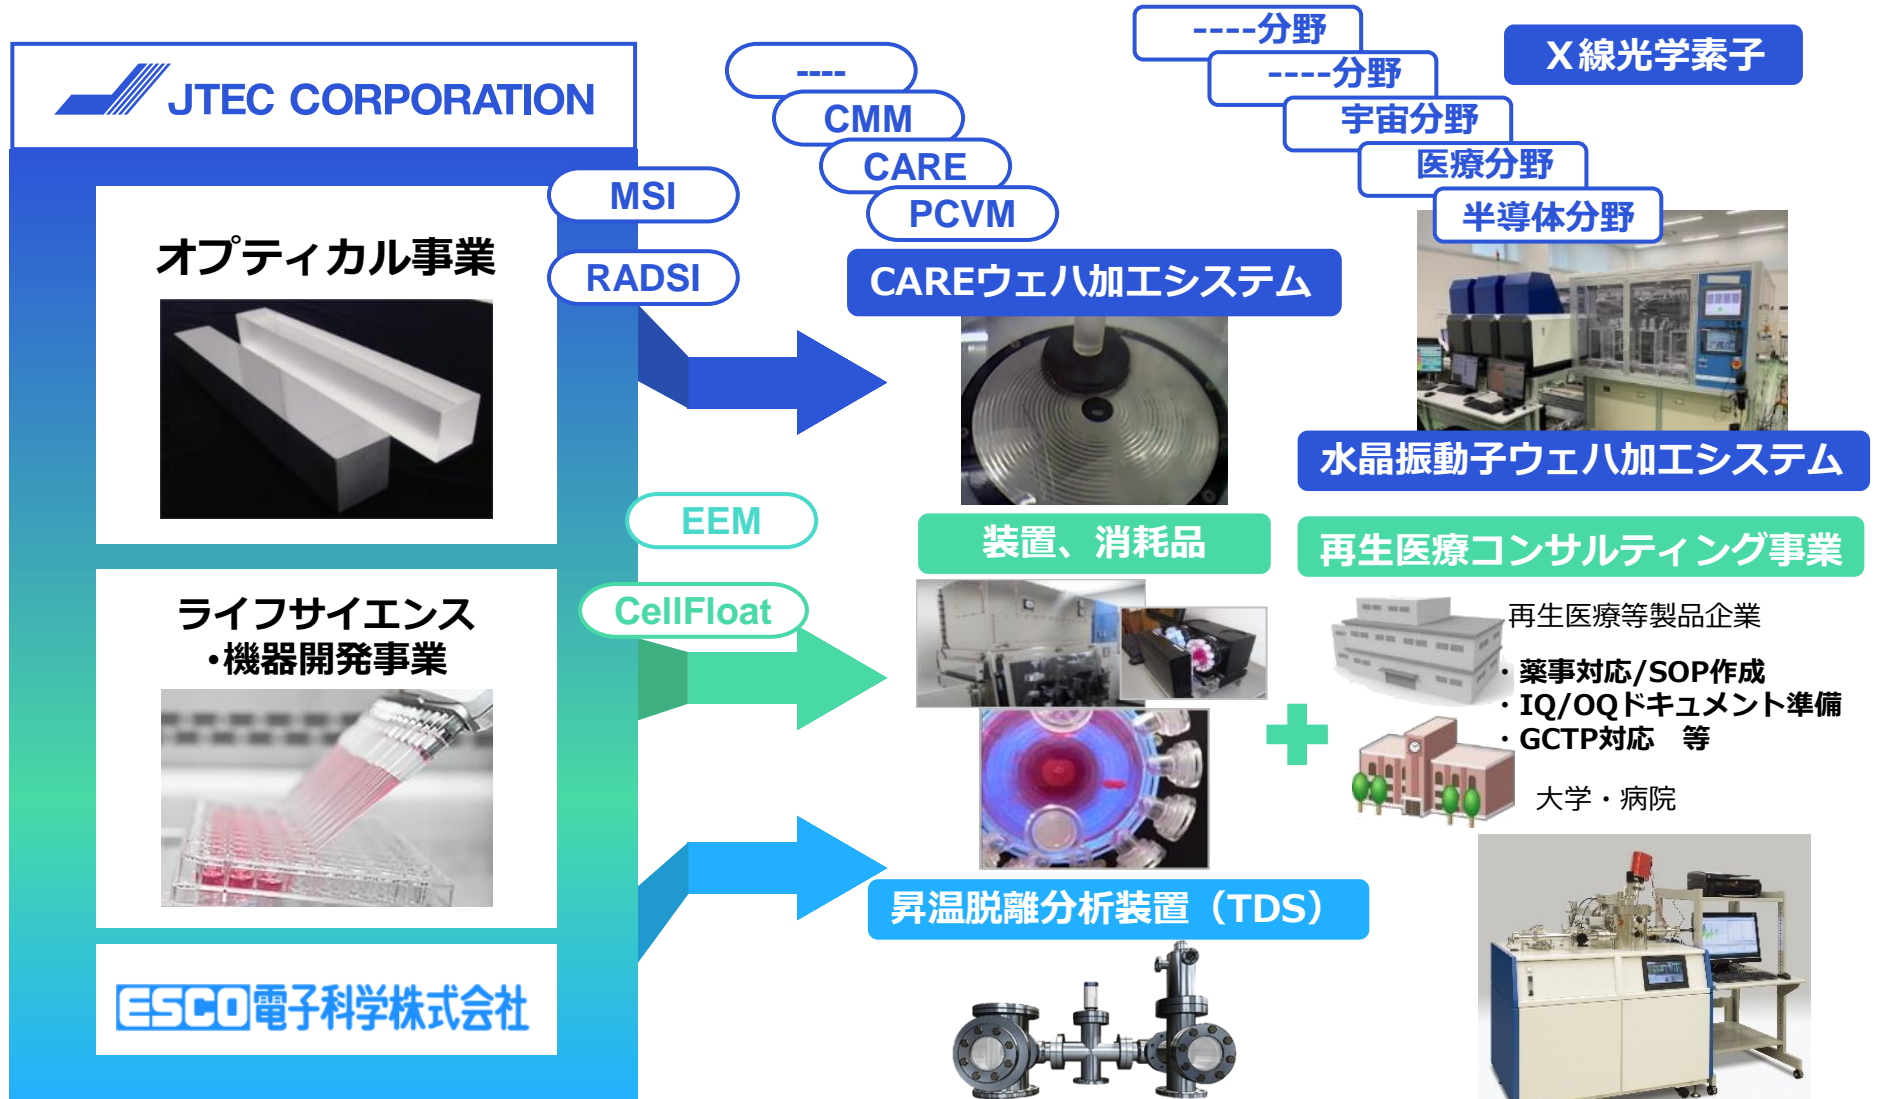 JTEC CORPORATION
オプティカル事業
ライフサイエンス
・機器開発事業
ESCO電子科学株式会社
MSI
RADSI
EEM
CellFloat
----
CMM
CARE
PCVM
----分野
----分野
宇宙分野
医療分野
半導体分野
X線光学素子
CAREウェハ加工システム
水晶振動子ウェハ加工システム
装置、消耗品
再生医療コンサルティング事業
再生医療等製品企業
・薬事対応/SOP作成
・IQ/OQドキュメント準備
・GCTP対応　等
大学・病院
昇温脱離分析装置（TDS）